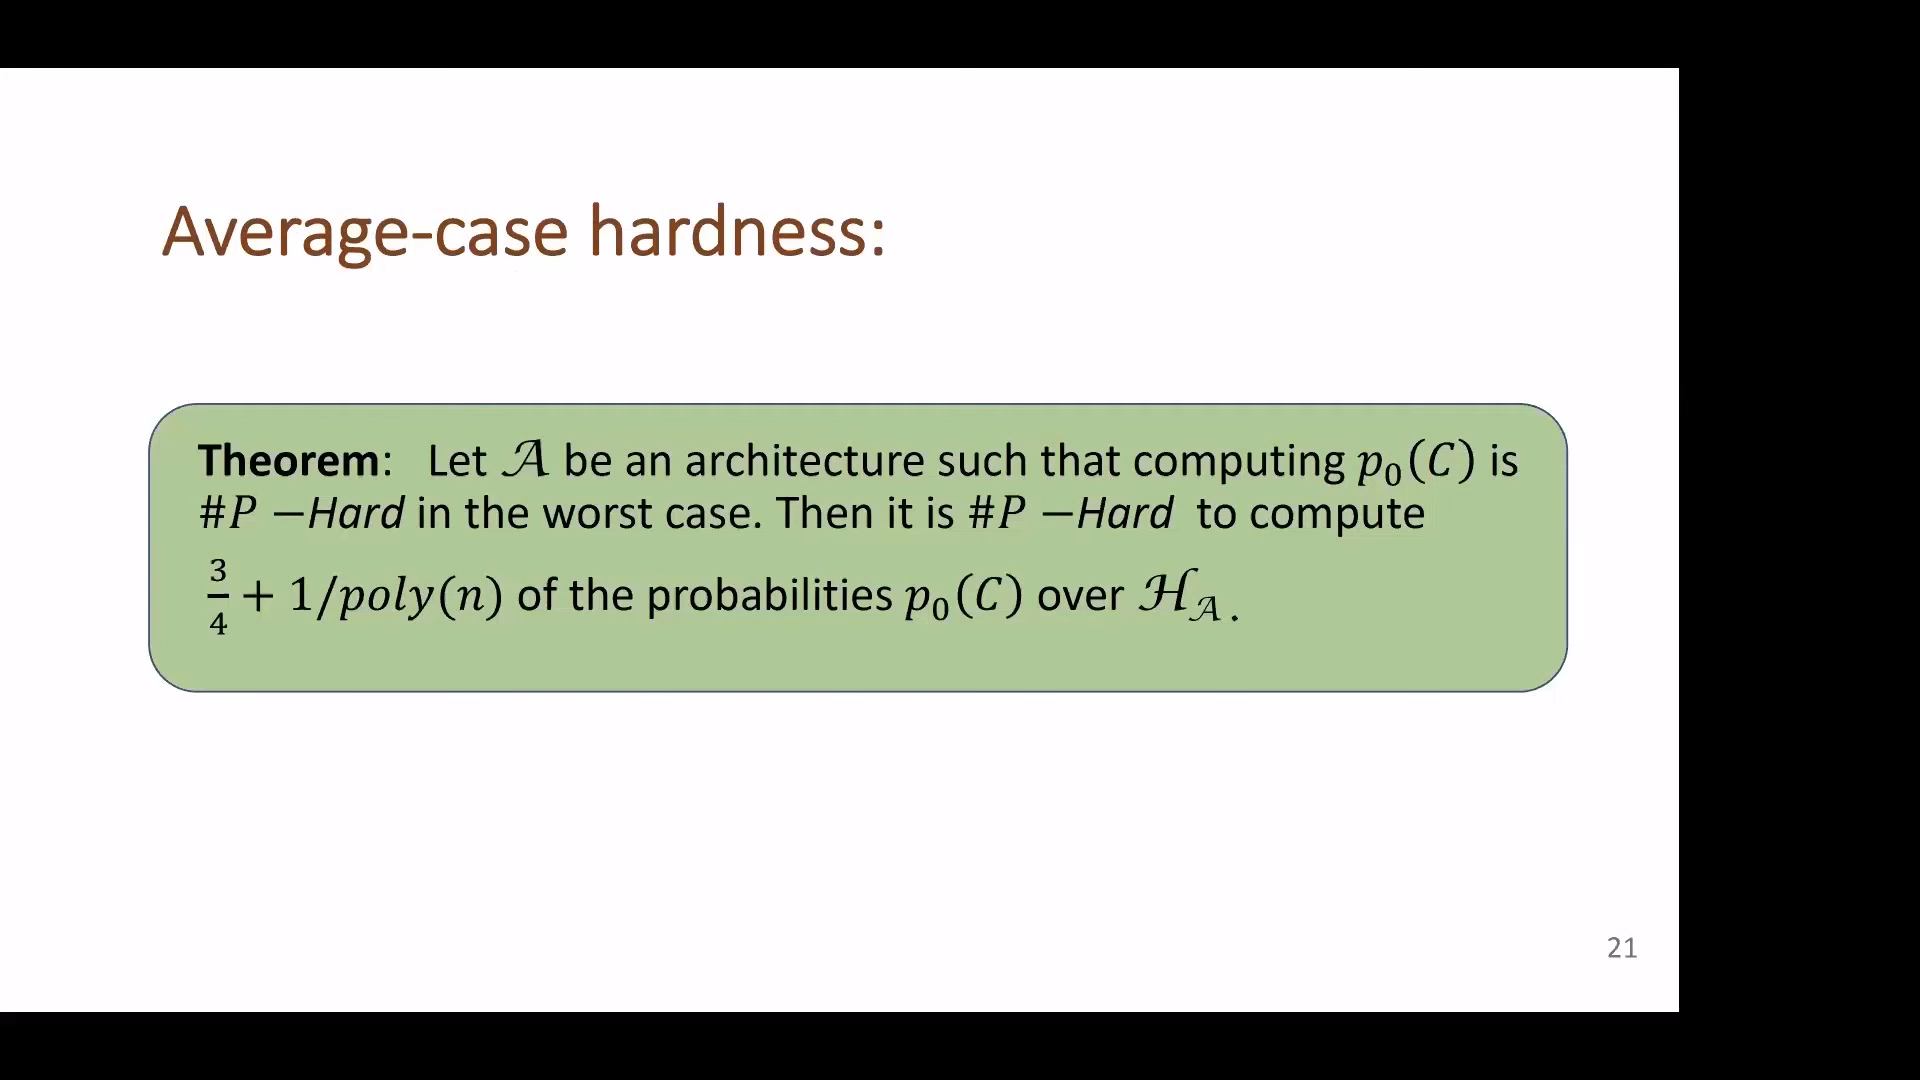 Average-case hardness:
Theorem: Let 𝒜 be an architecture such that computing p₀(C) is
#P −Hard in the worst case. Then it is #P −Hard to compute
3/4 + 1/poly(n) of the probabilities p₀(C) over ℋ_𝒜 .
21